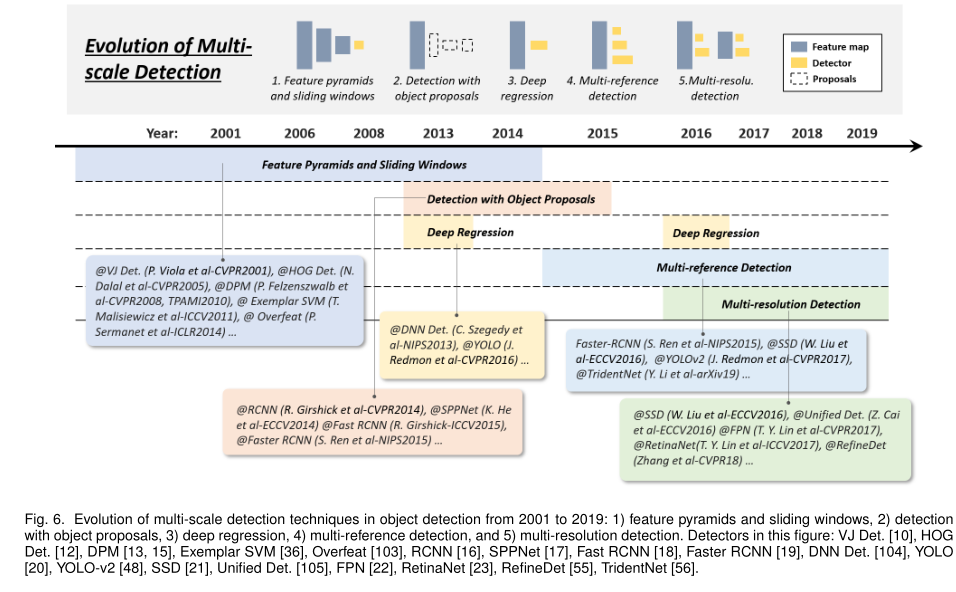 Evolution of Multi-
scale Detection
1. Feature pyramids
and sliding windows
2. Detection with
object proposals
3. Deep
regression
4. Multi-reference
detection
5.Multi-resolu.
detection
Feature map
Detector
Proposals
Year: 2001 2006 2008 2013 2014 2015 2016 2017 2018 2019
Feature Pyramids and Sliding Windows
Detection with Object Proposals
Deep Regression Deep Regression
Multi-reference Detection
Multi-resolution Detection
@VJ Det. (P. Viola et al-CVPR2001), @HOG Det. (N.
Dalal et al-CVPR2005), @DPM (P. Felzenszwalb et
al-CVPR2008, TPAMI2010), @ Exemplar SVM (T.
Malisiewicz et al-ICCV2011), @ Overfeat (P.
Sermanet et al-ICLR2014) ...
@DNN Det. (C. Szegedy et
al-NIPS2013), @YOLO (J.
Redmon et al-CVPR2016) ...
Faster-RCNN (S. Ren et al-NIPS2015), @SSD (W. Liu
et al-ECCV2016), @YOLOv2 (J. Redmon et al-CVPR2017),
@TridentNet (Y. Li et al-arXiv19) ...
@RCNN (R. Girshick et al-CVPR2014), @SPPNet (K. He
et al-ECCV2014) @Fast RCNN (R. Girshick-ICCV2015),
@Faster RCNN (S. Ren et al-NIPS2015) ...
@SSD (W. Liu et al-ECCV2016), @Unified Det. (Z. Cai
et al-ECCV2016) @FPN (T. Y. Lin et al-CVPR2017),
@RetinaNet(T. Y. Lin et al-ICCV2017), @RefineDet
(Zhang et al-CVPR18) ...
Fig. 6. Evolution of multi-scale detection techniques in object detection from 2001 to 2019: 1) feature pyramids and sliding windows, 2) detection
with object proposals, 3) deep regression, 4) multi-reference detection, and 5) multi-resolution detection. Detectors in this figure: VJ Det. [10], HOG
Det. [12], DPM [13, 15], Exemplar SVM [36], Overfeat [103], RCNN [16], SPPNet [17], Fast RCNN [18], Faster RCNN [19], DNN Det. [104], YOLO
[20], YOLO-v2 [48], SSD [21], Unified Det. [105], FPN [22], RetinaNet [23], RefineDet [55], TridentNet [56].